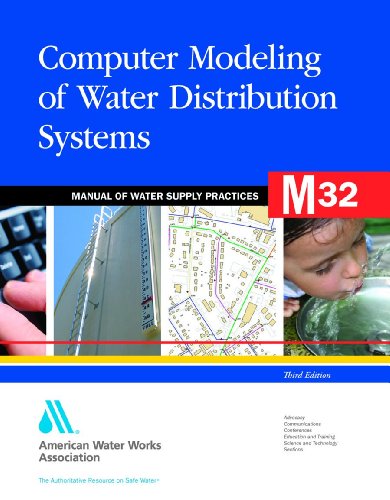 Computer Modeling
of Water Distribution
Systems
MANUAL OF WATER SUPPLY PRACTICES
M32
Third Edition
American Water Works
Association
The Authoritative Resource on Safe Water®
Advocacy
Communications
Conferences
Education and Training
Science and Technology
Sections